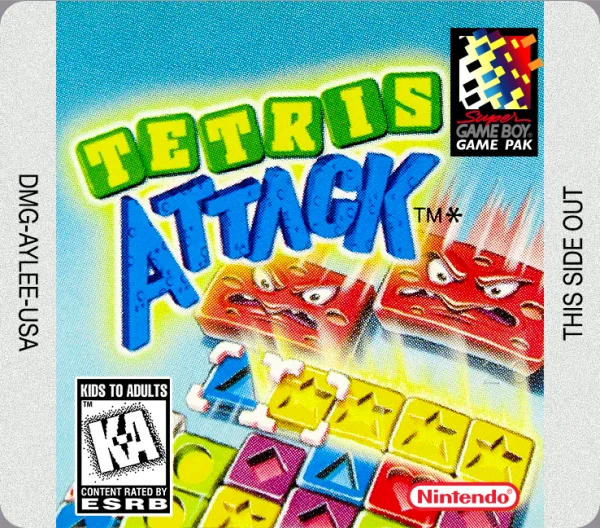 TETRIS
ATTACK
TM*
Super
GAME BOY
GAME PAK
DMG-AYLEE-USA
THIS SIDE OUT
KIDS TO ADULTS
TM
K-A
CONTENT RATED BY
ESRB
Nintendo